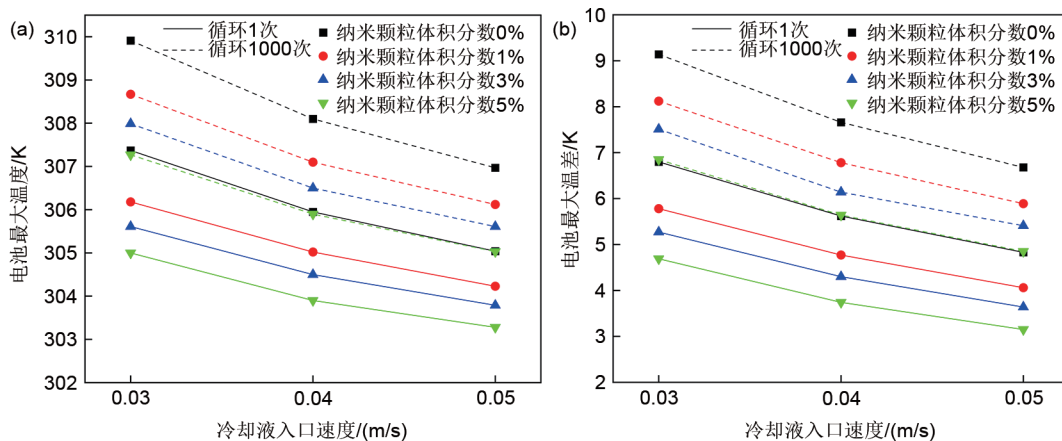 (a)
循环1次
循环1000次
纳米颗粒体积分数0%
纳米颗粒体积分数1%
纳米颗粒体积分数3%
纳米颗粒体积分数5%
310
309
308
307
306
305
304
303
302
电池最大温度/K
0.03
0.04
0.05
冷却液入口速度/(m/s)
(b)
循环1次
循环1000次
纳米颗粒体积分数0%
纳米颗粒体积分数1%
纳米颗粒体积分数3%
纳米颗粒体积分数5%
10
9
8
7
6
5
4
3
2
电池最大温差/K
0.03
0.04
0.05
冷却液入口速度/(m/s)